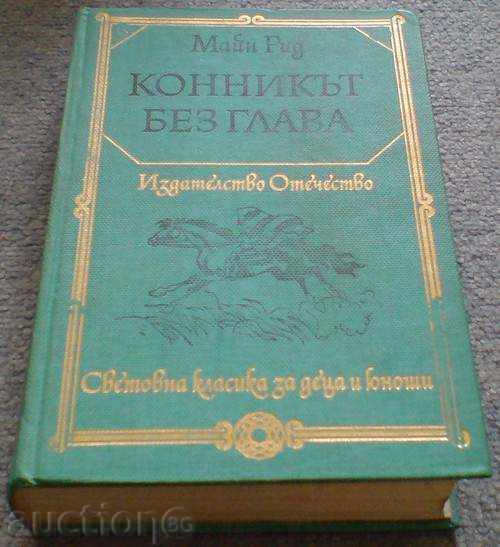 Майн Рид
КОННИКЪТ
БЕЗ ГЛАВА
Издателство Отечество
Световна класика за деца и юноши
auction BG